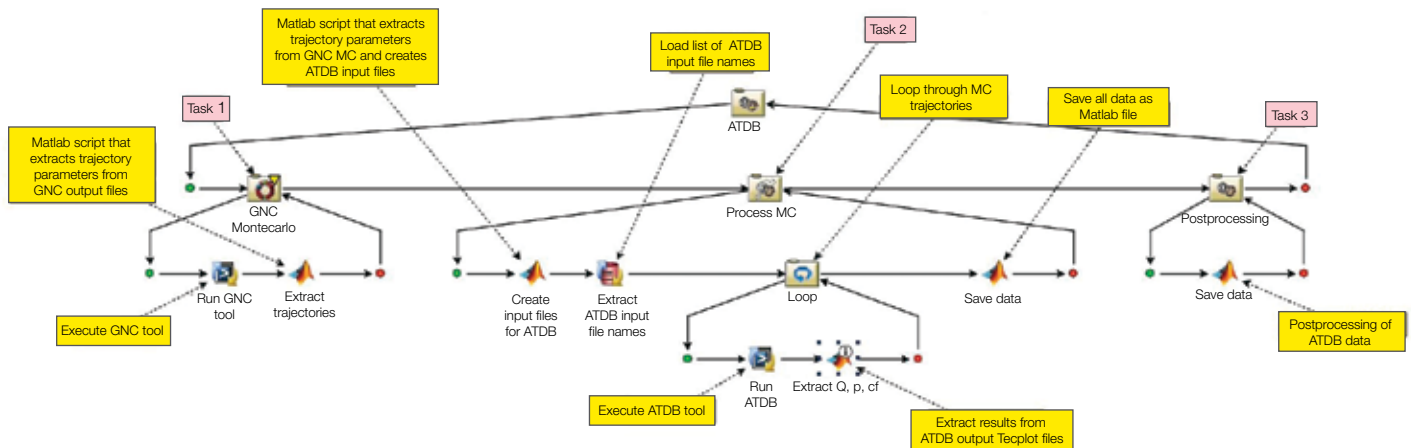 Matlab script that extracts
trajectory parameters
from GNC MC and creates
ATDB input files
Load list of ATDB
input file names
Task 2
Loop through MC
trajectories
Save all data as
Matlab file
Task 1
ATDB
Task 3
Matlab script that
extracts trajectory
parameters from
GNC output files
GNC
Montecarlo
Process MC
Postprocessing
Run GNC
tool
Extract
trajectories
Create
input files
for ATDB
Extract
ATDB input
file names
Loop
Save data
Save data
Execute GNC tool
Postprocessing of
ATDB data
Run
ATDB
Extract Q, p, cf
Execute ATDB tool
Extract results from
ATDB output Tecplot files